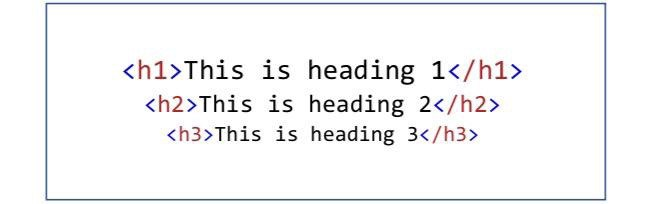 <h1>This is heading 1</h1>
<h2>This is heading 2</h2>
<h3>This is heading 3</h3>